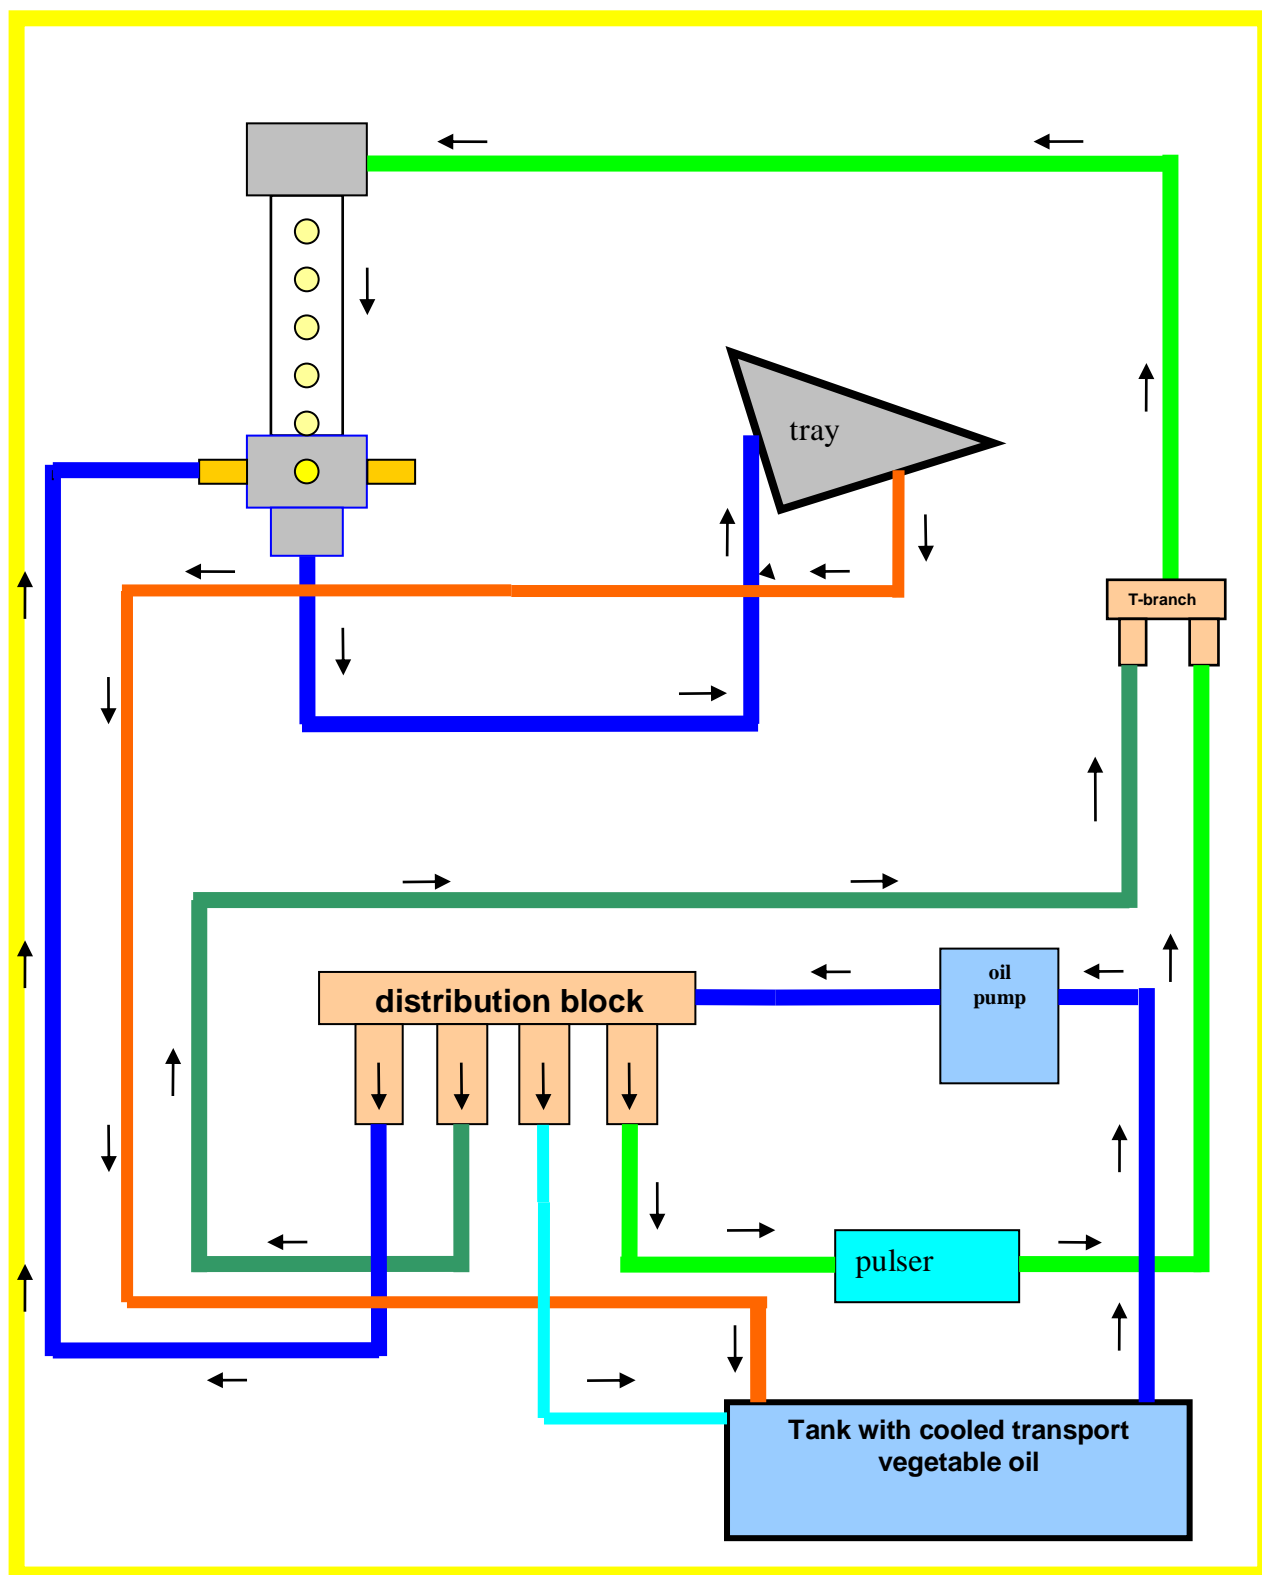 tray
T-branch
oil
pump
distribution block
pulser
Tank with cooled transport
vegetable oil